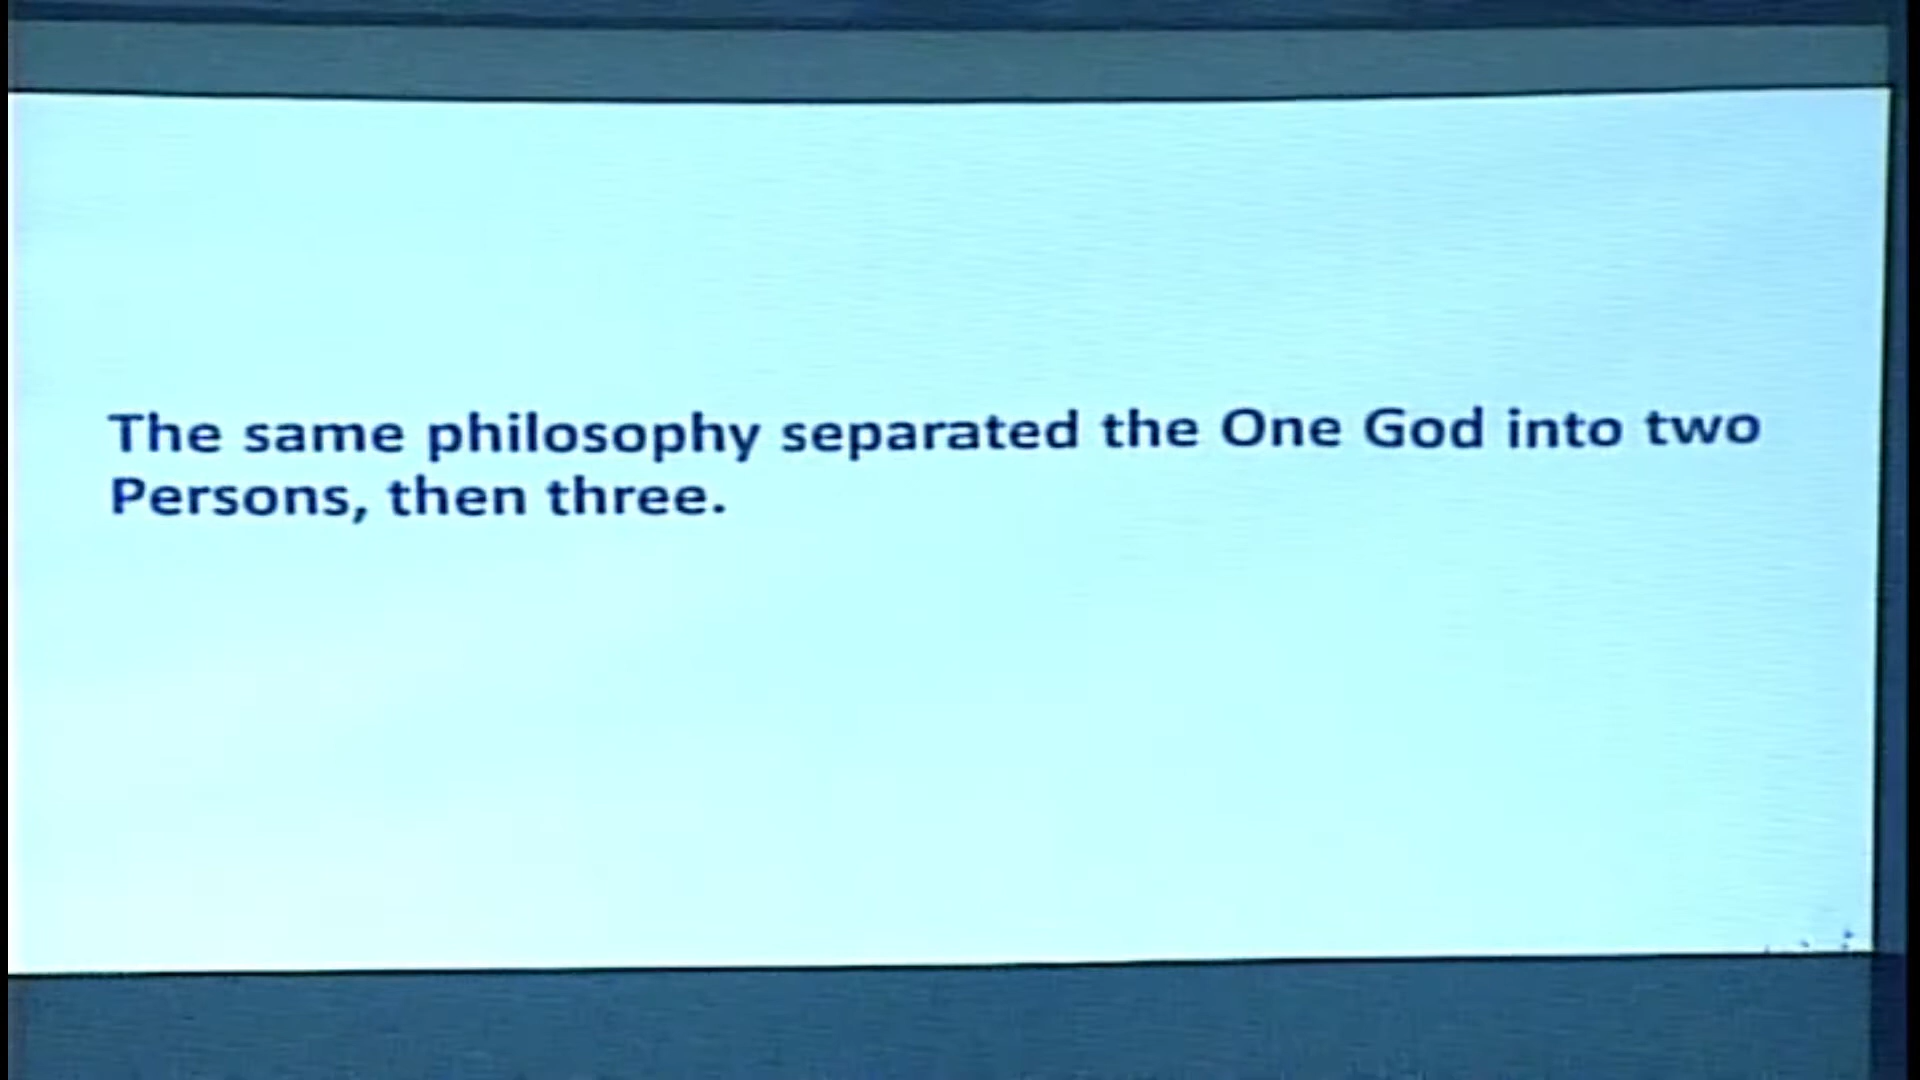 The same philosophy separated the One God into two
Persons, then three.